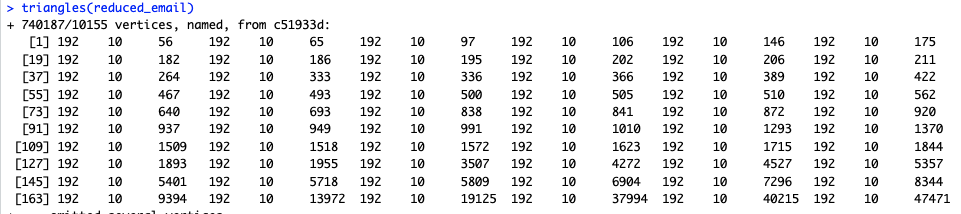 > triangles(reduced_email)
+ 740187/10155 vertices, named, from c51933d:
[1] 192 10 56 192 10 65 192 10 97 192 10 106 192 10 146 192 10 175
[19] 192 10 182 192 10 186 192 10 195 192 10 202 192 10 206 192 10 211
[37] 192 10 264 192 10 333 192 10 336 192 10 366 192 10 389 192 10 422
[55] 192 10 467 192 10 493 192 10 500 192 10 505 192 10 510 192 10 562
[73] 192 10 640 192 10 693 192 10 838 192 10 841 192 10 872 192 10 920
[91] 192 10 937 192 10 949 192 10 991 192 10 1010 192 10 1293 192 10 1370
[109] 192 10 1509 192 10 1518 192 10 1572 192 10 1623 192 10 1715 192 10 1844
[127] 192 10 1893 192 10 1955 192 10 3507 192 10 4272 192 10 4527 192 10 5357
[145] 192 10 5401 192 10 5718 192 10 5809 192 10 6904 192 10 7296 192 10 8344
[163] 192 10 9394 192 10 13972 192 10 19125 192 10 37994 192 10 40215 192 10 47471
omitted several vertices